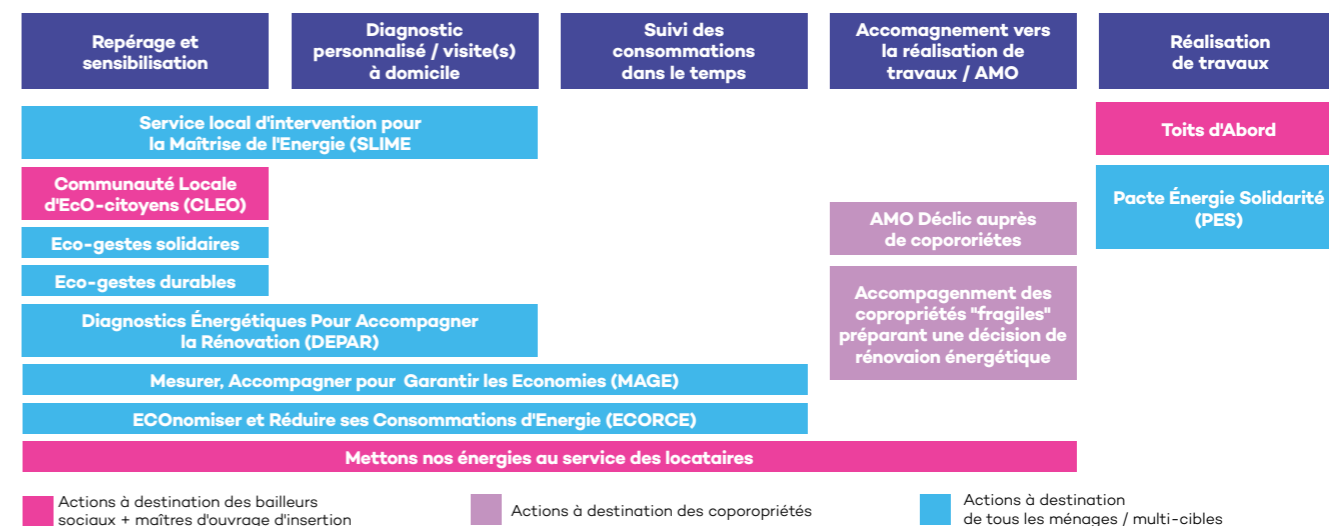 Repérage et
sensibilisation
Diagnostic
personnalisé / visite(s)
à domicile
Suivi des
consommations
dans le temps
Accomagnement vers
la réalisation de
travaux / AMO
Réalisation
de travaux
Service local d'intervention pour
la Maîtrise de l'Energie (SLIME
Toits d'Abord
Communauté Locale
d'EcO-citoyens (CLEO)
Pacte Énergie Solidarité
(PES)
AMO Déclic auprès
de copororiétes
Eco-gestes solidaires
Eco-gestes durables
Accompagenment des
copropriétés "fragiles"
préparant une décision de
rénovaion énergétique
Diagnostics Énergétiques Pour Accompagner
la Rénovation (DEPAR)
Mesurer, Accompagner pour Garantir les Economies (MAGE)
ECOnomiser et Réduire ses Consommations d'Energie (ECORCE)
Mettons nos énergies au service des locataires
Actions à destination des bailleurs
sociaux + maîtres d'ouvrage d'insertion
Actions à destination des coporopriétés
Actions à destination
de tous les ménages / multi-cibles